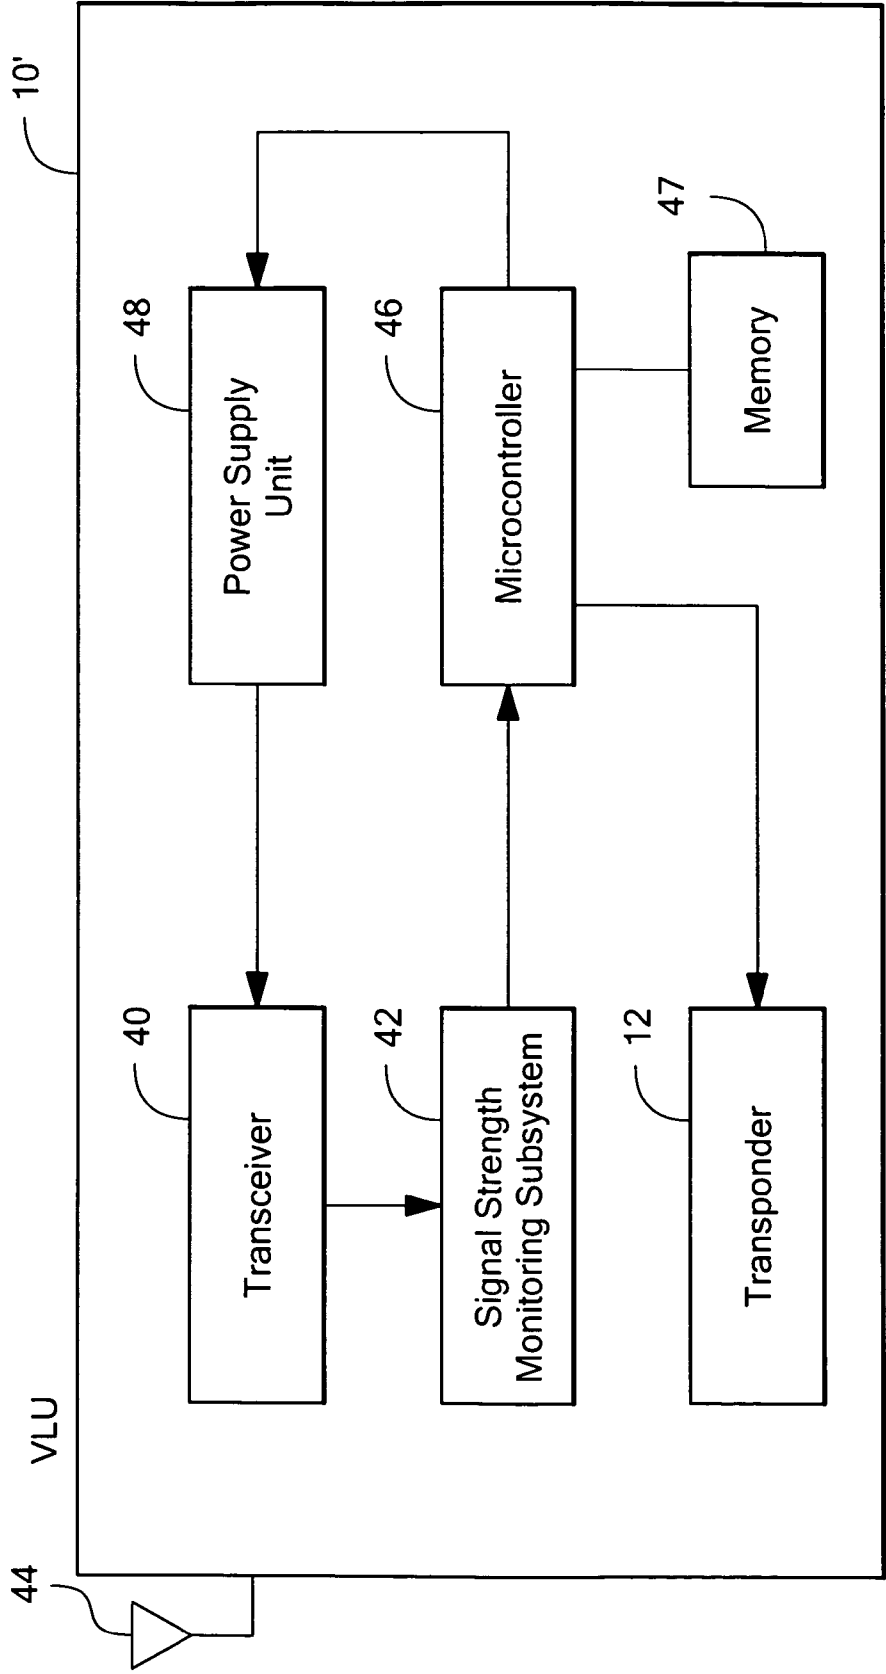 VLU
10'
44
40
Transceiver
48
Power Supply
Unit
42
Signal Strength
Monitoring Subsystem
46
Microcontroller
12
Transponder
47
Memory